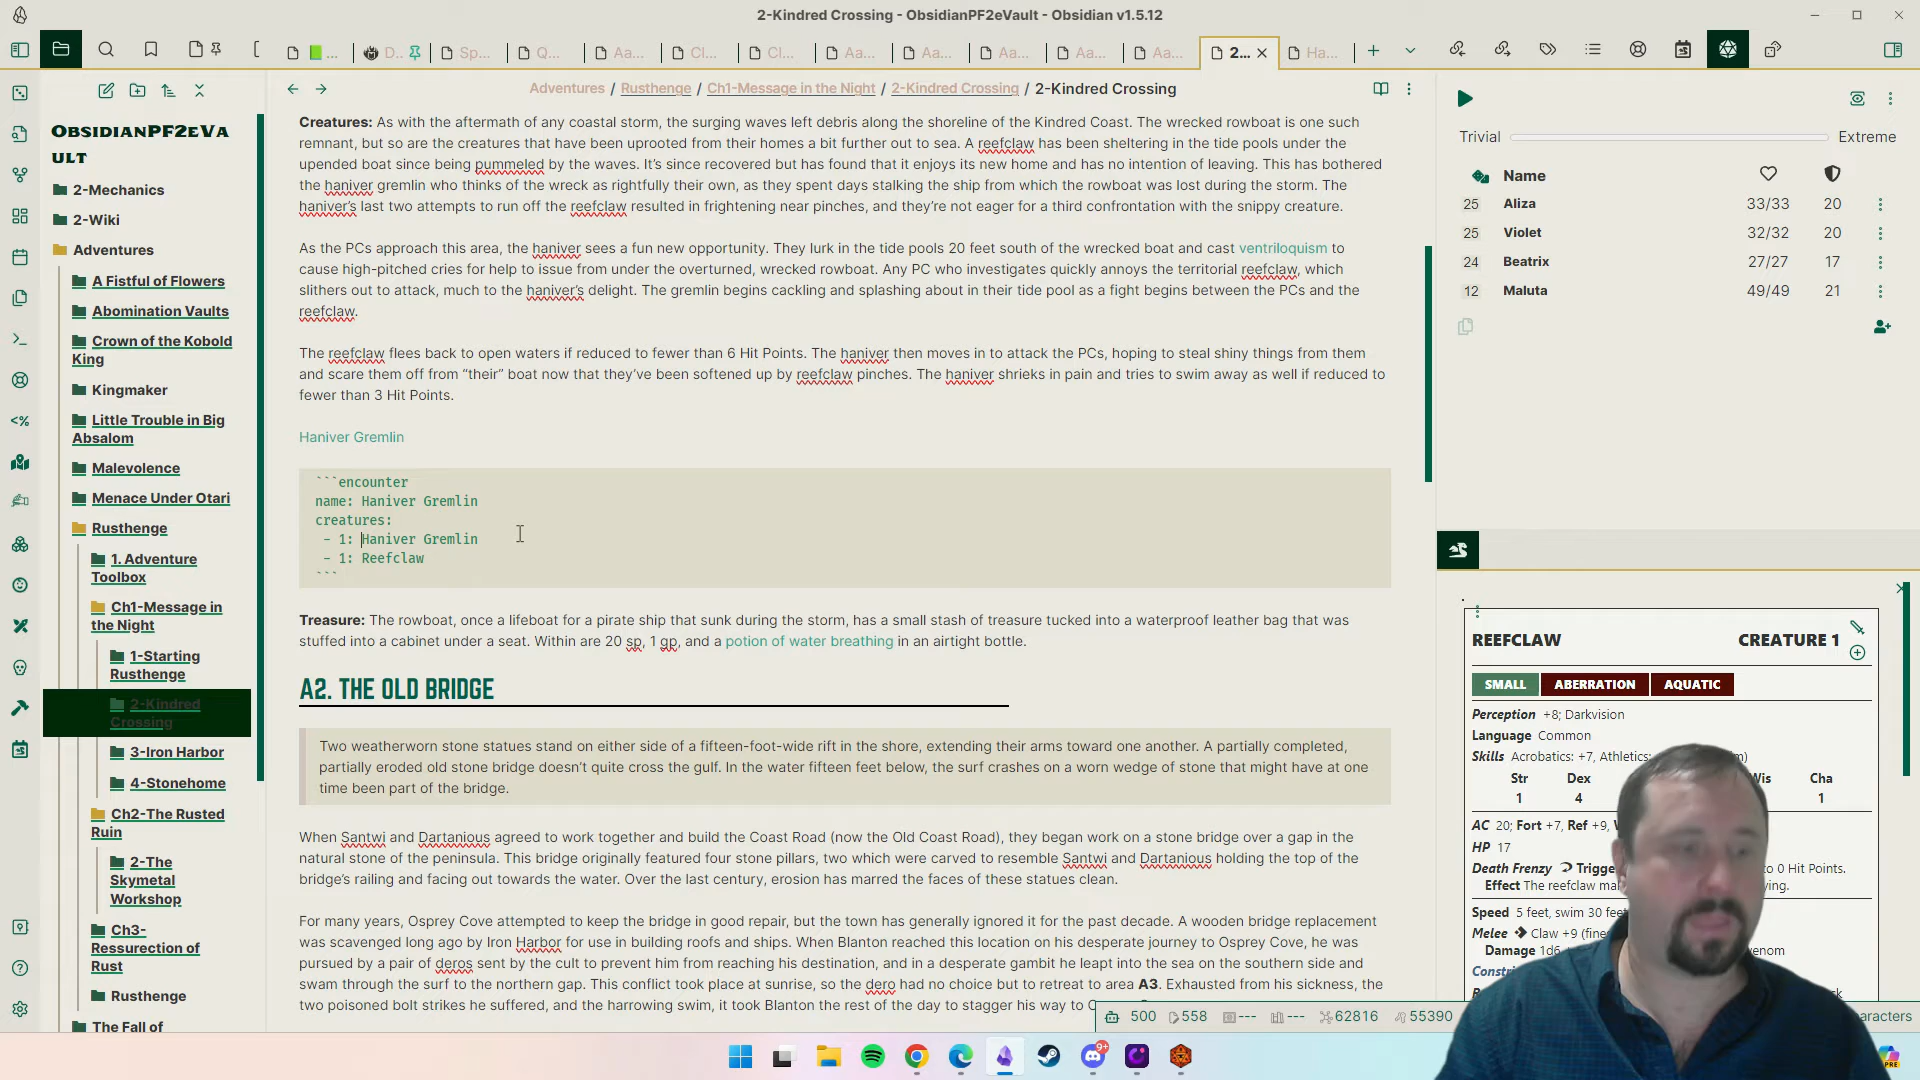 2-Kindred Crossing - ObsidianPF2eVault - Obsidian v1.5.12
D...
Sp...
Q...
Aa...
Cl...
Cl...
Aa...
Aa...
Aa...
Aa...
Aa...
2...
Ha...
Adventures / Rusthenge / Ch1-Message in the Night / 2-Kindred Crossing / 2-Kindred Crossing
ObsidianPF2eVa
ult
2-Mechanics
2-Wiki
Adventures
A Fistful of Flowers
Abomination Vaults
Crown of the Kobold
King
Kingmaker
Little Trouble in Big
Absalom
Malevolence
Menace Under Otari
Rusthenge
1. Adventure
Toolbox
Ch1-Message in
the Night
1-Starting
Rusthenge
2-Kindred
Crossing
3-Iron Harbor
4-Stonehome
Ch2-The Rusted
Ruin
2-The
Skymetal
Workshop
Ch3-
Ressurection of
Rust
Rusthenge
The Fall of
Creatures: As with the aftermath of any coastal storm, the surging waves left debris along the shoreline of the Kindred Coast. The wrecked rowboat is one such
remnant, but so are the creatures that have been uprooted from their homes a bit further out to sea. A reefclaw has been sheltering in the tide pools under the
upended boat since being pummeled by the waves. It's since recovered but has found that it enjoys its new home and has no intention of leaving. This has bothered
the haniver gremlin who thinks of the wreck as rightfully their own, as they spent days stalking the ship from which the rowboat was lost during the storm. The
haniver's last two attempts to run off the reefclaw resulted in frightening near pinches, and they're not eager for a third confrontation with the snippy creature.
As the PCs approach this area, the haniver sees a fun new opportunity. They lurk in the tide pools 20 feet south of the wrecked boat and cast ventriloquism to
cause high-pitched cries for help to issue from under the overturned, wrecked rowboat. Any PC who investigates quickly annoys the territorial reefclaw, which
slithers out to attack, much to the haniver's delight. The gremlin begins cackling and splashing about in their tide pool as a fight begins between the PCs and the
reefclaw.
The reefclaw flees back to open waters if reduced to fewer than 6 Hit Points. The haniver then moves in to attack the PCs, hoping to steal shiny things from them
and scare them off from “their” boat now that they've been softened up by reefclaw pinches. The haniver shrieks in pain and tries to swim away as well if reduced to
fewer than 3 Hit Points.
Haniver Gremlin
```encounter
name: Haniver Gremlin
creatures:
- 1: Haniver Gremlin
- 1: Reefclaw
```
Treasure: The rowboat, once a lifeboat for a pirate ship that sunk during the storm, has a small stash of treasure tucked into a waterproof leather bag that was
stuffed into a cabinet under a seat. Within are 20 sp, 1 gp, and a potion of water breathing in an airtight bottle.
A2. THE OLD BRIDGE
Two weatherworn stone statues stand on either side of a fifteen-foot-wide rift in the shore, extending their arms toward one another. A partially completed,
partially eroded old stone bridge doesn't quite cross the gulf. In the water fifteen feet below, the surf crashes on a worn wedge of stone that might have at one
time been part of the bridge.
When Santwi and Dartanious agreed to work together and build the Coast Road (now the Old Coast Road), they began work on a stone bridge over a gap in the
natural stone of the peninsula. This bridge originally featured four stone pillars, two which were carved to resemble Santwi and Dartanious holding the top of the
bridge's railing and facing out towards the water. Over the last century, erosion has marred the faces of these statues clean.
For many years, Osprey Cove attempted to keep the bridge in good repair, but the town has generally ignored it for the past decade. A wooden bridge replacement
was scavenged long ago by Iron Harbor for use in building roofs and ships. When Blanton reached this location on his desperate journey to Osprey Cove, he was
pursued by a pair of deros sent by the cult to prevent him from reaching his destination, and in a desperate gambit he leapt into the sea on the southern side and
swam through the surf to the northern gap. This conflict took place at sunrise, so the dero had no choice but to retreat to area A3. Exhausted from his sickness, the
two poisoned bolt strikes he suffered, and the harrowing swim, it took Blanton the rest of the day to stagger his way to
500 558 --- --- 62816 55390
Trivial Extreme
Name
25 Aliza 33/33 20
25 Violet 32/32 20
24 Beatrix 27/27 17
12 Maluta 49/49 21
REEFCLAW CREATURE 1
SMALL ABERRATION AQUATIC
Perception +8; Darkvision
Language Common
Skills Acrobatics: +7, Athletics:
Str Dex Wis Cha
1 4 1
AC 20; Fort +7, Ref +9,
HP 17
Death Frenzy Trigge to 0 Hit Points.
Effect The reefclaw ma ying.
Speed 5 feet, swim 30 feet
Melee Claw +9 (fines
Damage 1d6 enom
9+